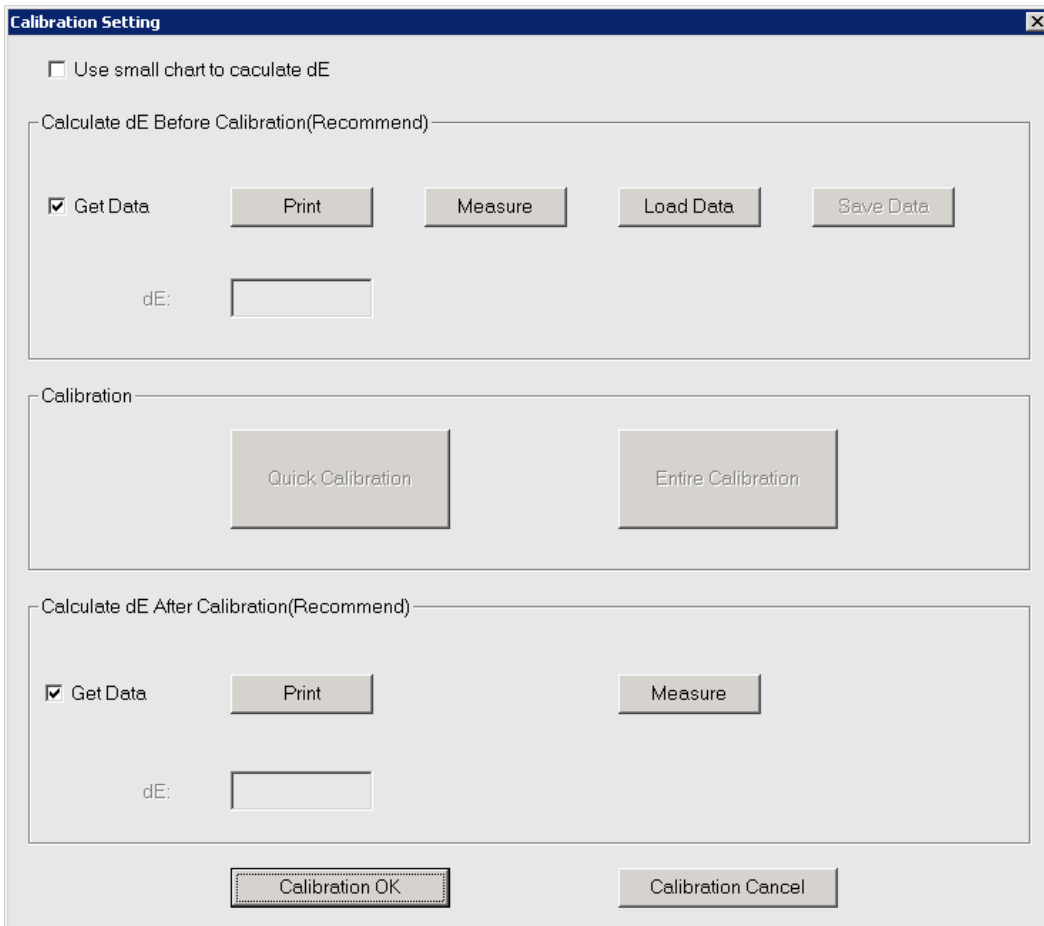 Calibration Setting
Use small chart to caculate dE
Calculate dE Before Calibration(Recommend)
Get Data Print Measure Load Data Save Data
dE:
Calibration
Quick Calibration Entire Calibration
Calculate dE After Calibration(Recommend)
Get Data Print Measure
dE:
Calibration OK Calibration Cancel